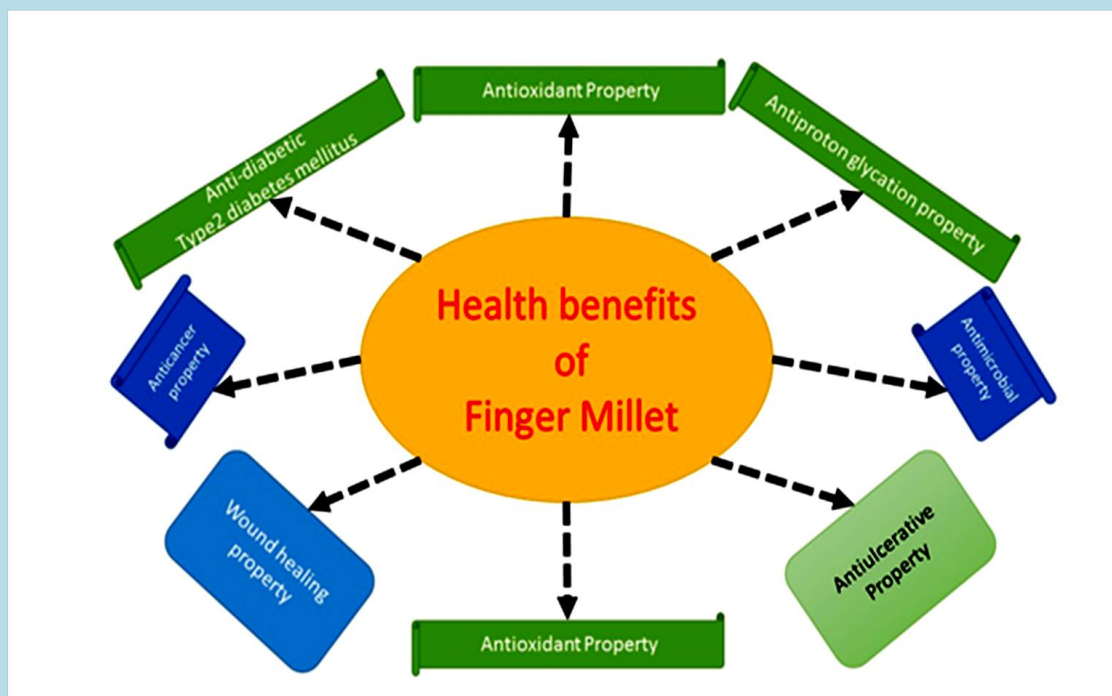 Antioxidant Property
Anti-diabetic
Type2 diabetes mellitus
Antiproton glycation property
Health benefits
of
Finger Millet
Anticancer
property
Antimicrobial
property
Wound healing
property
Antiulcerative
Property
Antioxidant Property